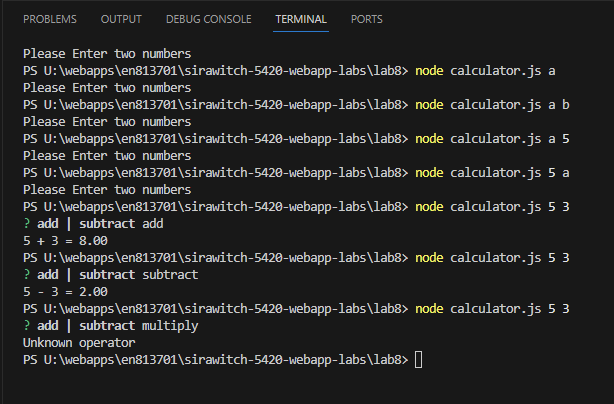 PROBLEMS OUTPUT DEBUG CONSOLE TERMINAL PORTS
Please Enter two numbers
PS U:\webapps\en813701\sirawitch-5420-webapp-labs\lab8> node calculator.js a
Please Enter two numbers
PS U:\webapps\en813701\sirawitch-5420-webapp-labs\lab8> node calculator.js a b
Please Enter two numbers
PS U:\webapps\en813701\sirawitch-5420-webapp-labs\lab8> node calculator.js a 5
Please Enter two numbers
PS U:\webapps\en813701\sirawitch-5420-webapp-labs\lab8> node calculator.js 5 a
Please Enter two numbers
PS U:\webapps\en813701\sirawitch-5420-webapp-labs\lab8> node calculator.js 5 3
? add | subtract add
5 + 3 = 8.00
PS U:\webapps\en813701\sirawitch-5420-webapp-labs\lab8> node calculator.js 5 3
? add | subtract subtract
5 - 3 = 2.00
PS U:\webapps\en813701\sirawitch-5420-webapp-labs\lab8> node calculator.js 5 3
? add | subtract multiply
Unknown operator
PS U:\webapps\en813701\sirawitch-5420-webapp-labs\lab8>